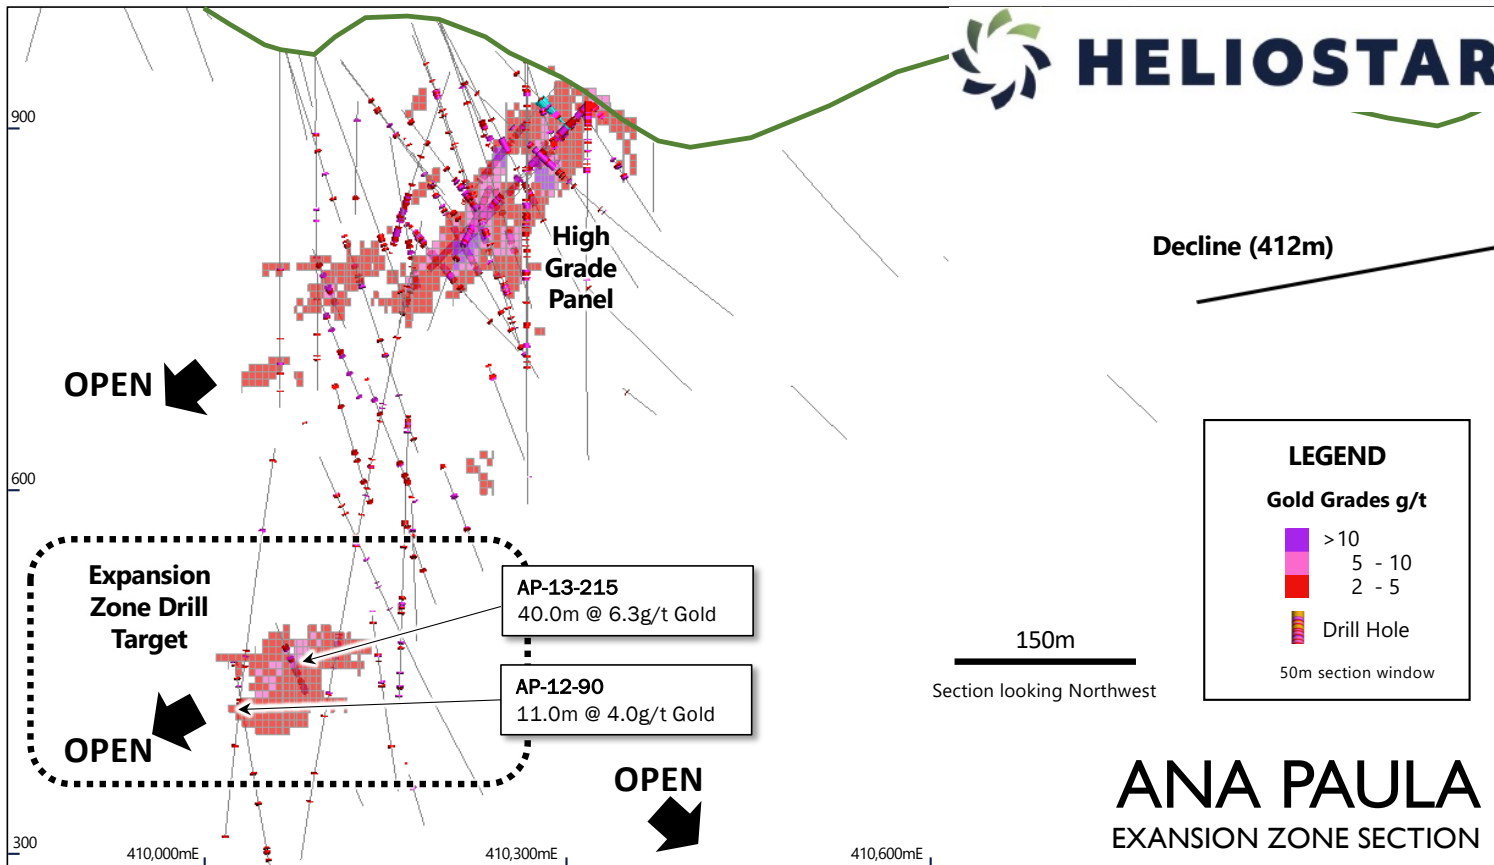 HELIOSTAR
900
High
Grade
Panel
Decline (412m)
OPEN
600
LEGEND
Gold Grades g/t
>10
5 - 10
2 - 5
Drill Hole
50m section window
Expansion
Zone Drill
Target
AP-13-215
40.0m @ 6.3g/t Gold
AP-12-90
11.0m @ 4.0g/t Gold
150m
Section looking Northwest
OPEN
OPEN
ANA PAULA
EXANSION ZONE SECTION
300
410,000mE
410,300mE
410,600mE